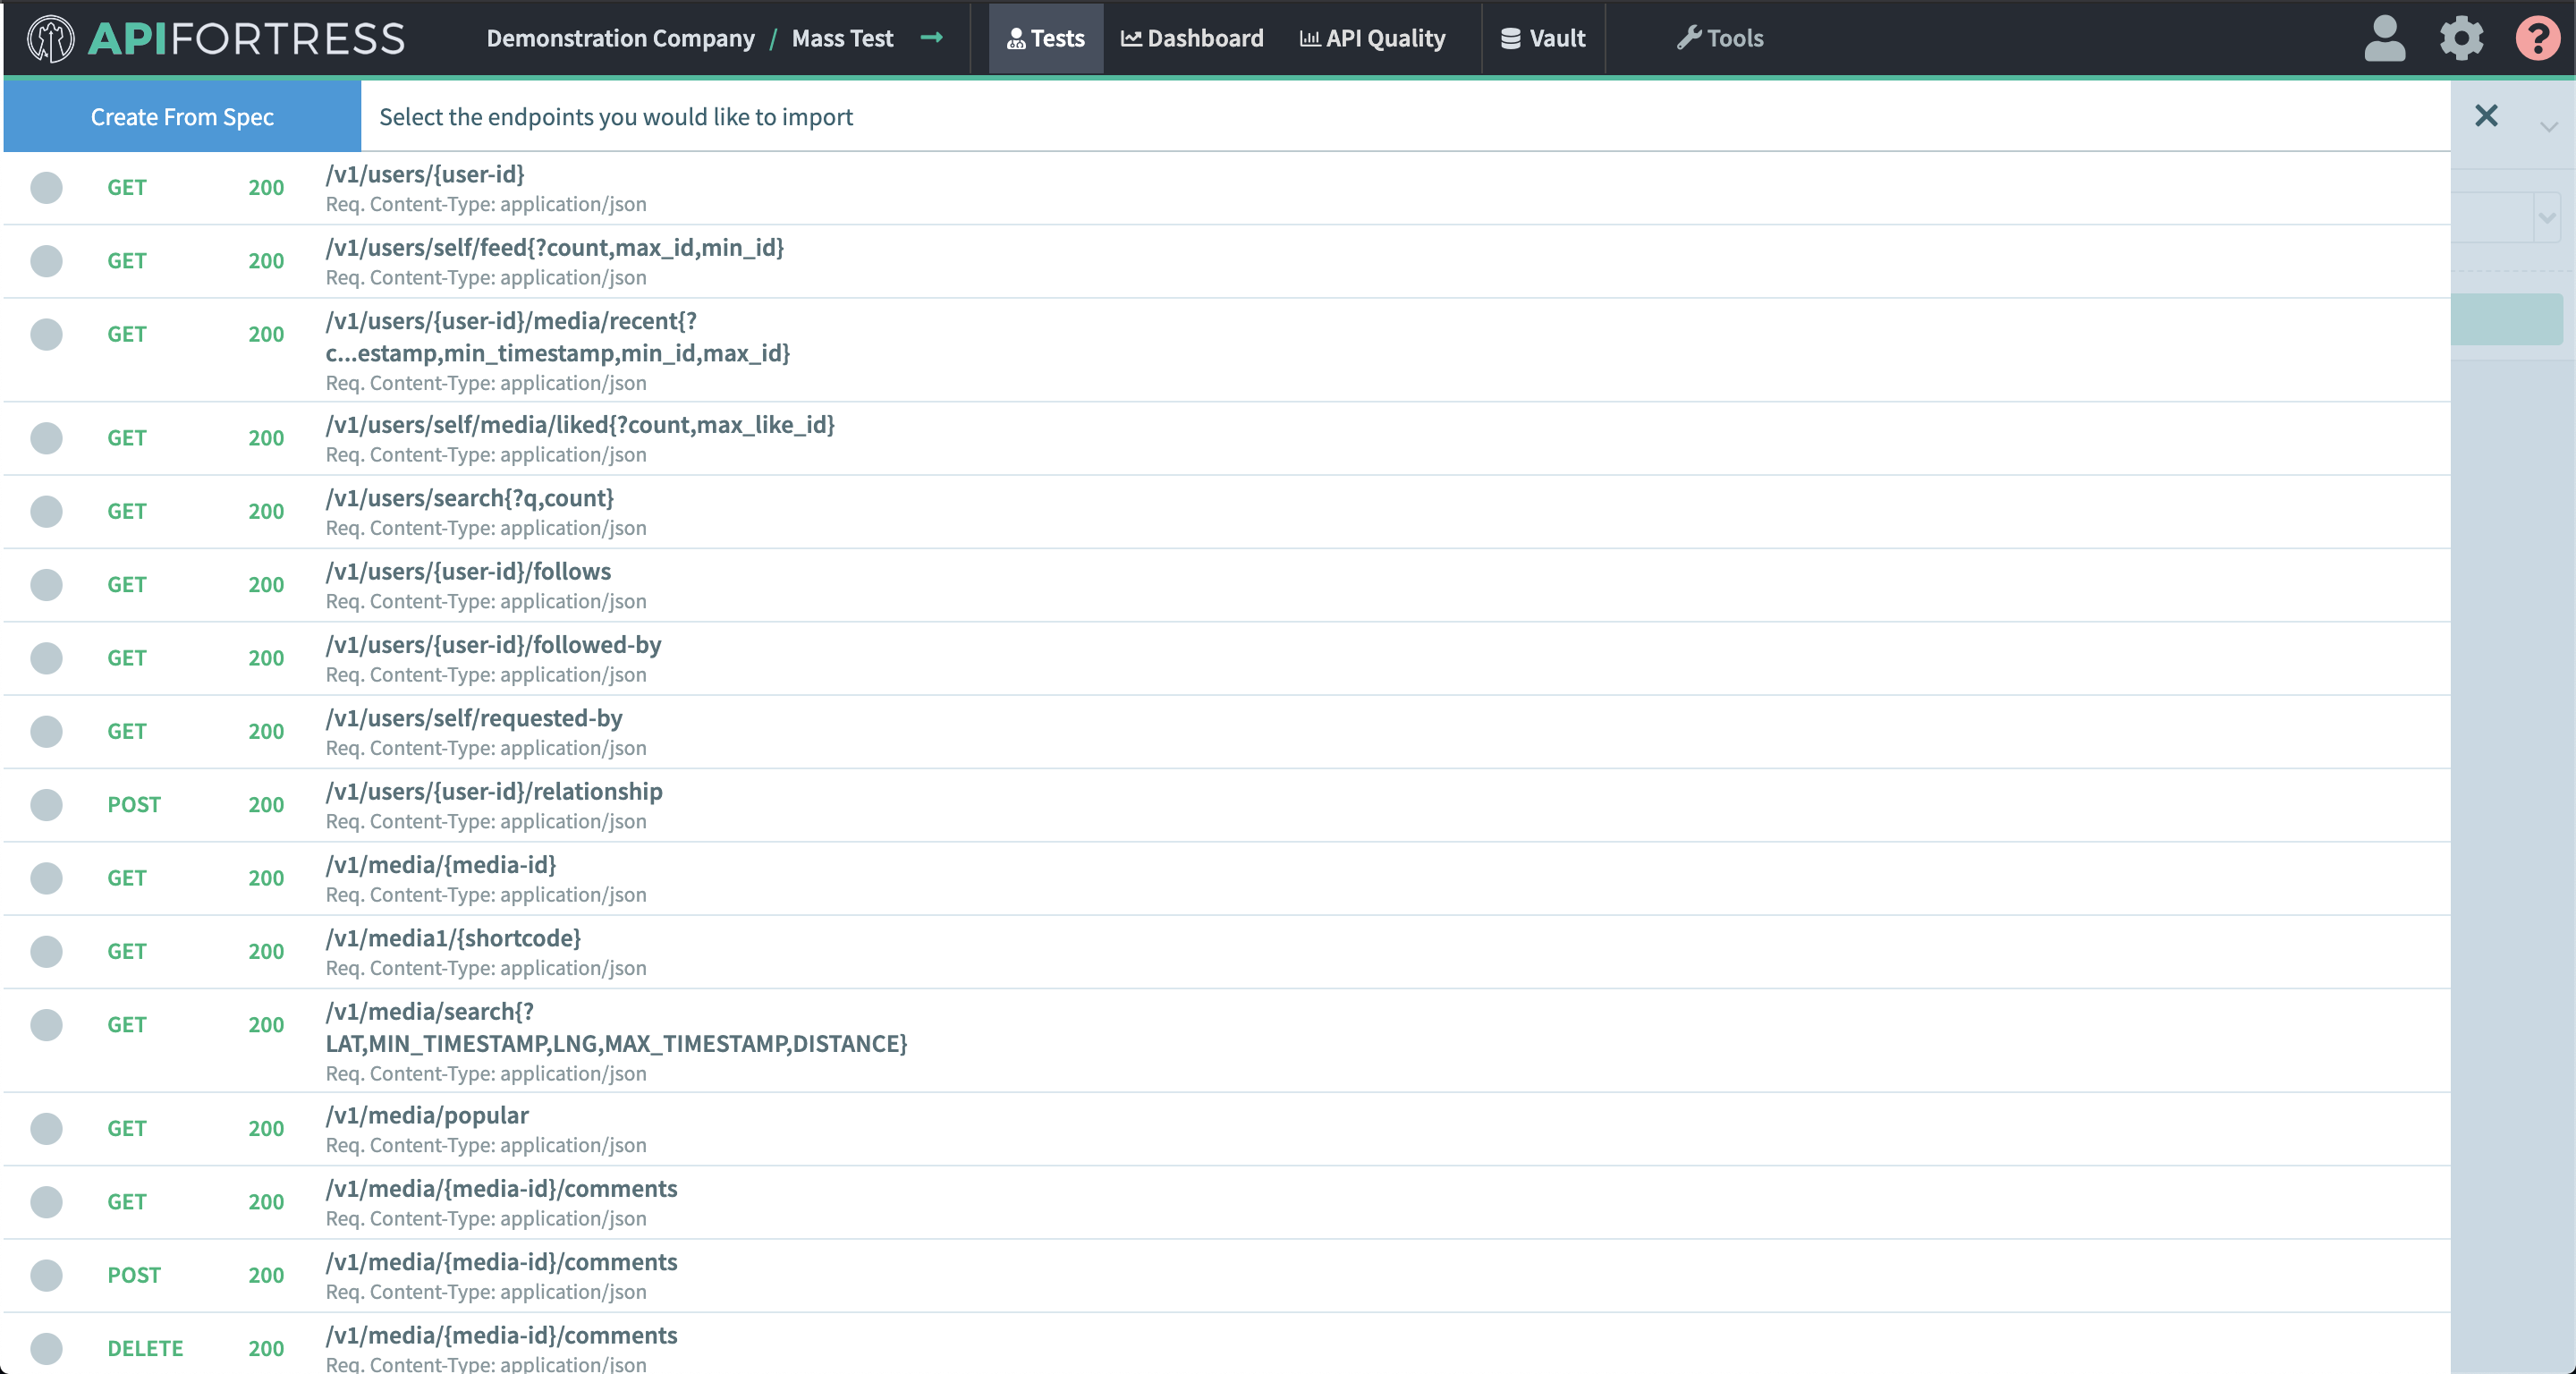 APIFORTRESS Demonstration Company / Mass Test → Tests Dashboard API Quality Vault Tools ?
Create From Spec Select the endpoints you would like to import
GET 200 /v1/users/{user-id}
Req. Content-Type: application/json
GET 200 /v1/users/self/feed{?count,max_id,min_id}
Req. Content-Type: application/json
GET 200 /v1/users/{user-id}/media/recent{?
c...estamp,min_timestamp,min_id,max_id}
Req. Content-Type: application/json
GET 200 /v1/users/self/media/liked{?count,max_like_id}
Req. Content-Type: application/json
GET 200 /v1/users/search{?q,count}
Req. Content-Type: application/json
GET 200 /v1/users/{user-id}/follows
Req. Content-Type: application/json
GET 200 /v1/users/{user-id}/followed-by
Req. Content-Type: application/json
GET 200 /v1/users/self/requested-by
Req. Content-Type: application/json
POST 200 /v1/users/{user-id}/relationship
Req. Content-Type: application/json
GET 200 /v1/media/{media-id}
Req. Content-Type: application/json
GET 200 /v1/media1/{shortcode}
Req. Content-Type: application/json
GET 200 /v1/media/search{?
LAT,MIN_TIMESTAMP,LNG,MAX_TIMESTAMP,DISTANCE}
Req. Content-Type: application/json
GET 200 /v1/media/popular
Req. Content-Type: application/json
GET 200 /v1/media/{media-id}/comments
Req. Content-Type: application/json
POST 200 /v1/media/{media-id}/comments
Req. Content-Type: application/json
DELETE 200 /v1/media/{media-id}/comments
Req. Content-Type: application/json